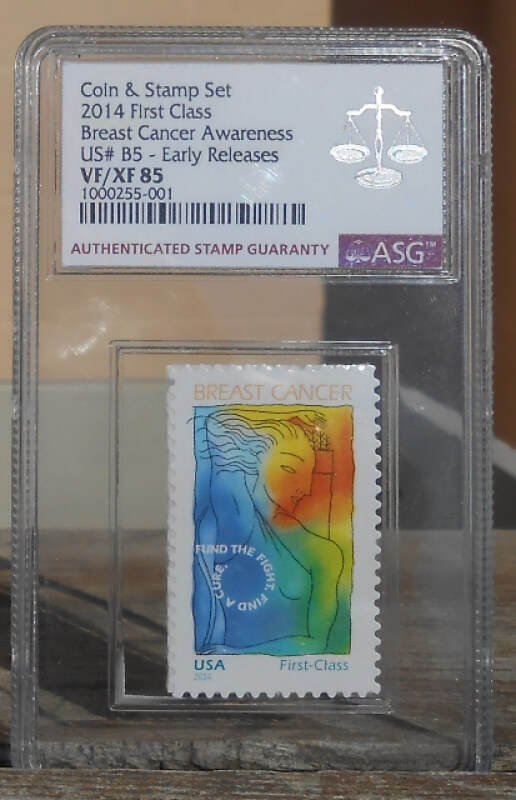 Coin & Stamp Set
2014 First Class
Breast Cancer Awareness
US# B5 - Early Releases
VF/XF 85
1000255-001
AUTHENTICATED STAMP GUARANTY
ASG™
BREAST CANCER
FUND THE FIGHT. FIND A CURE.
USA
First-Class
2014